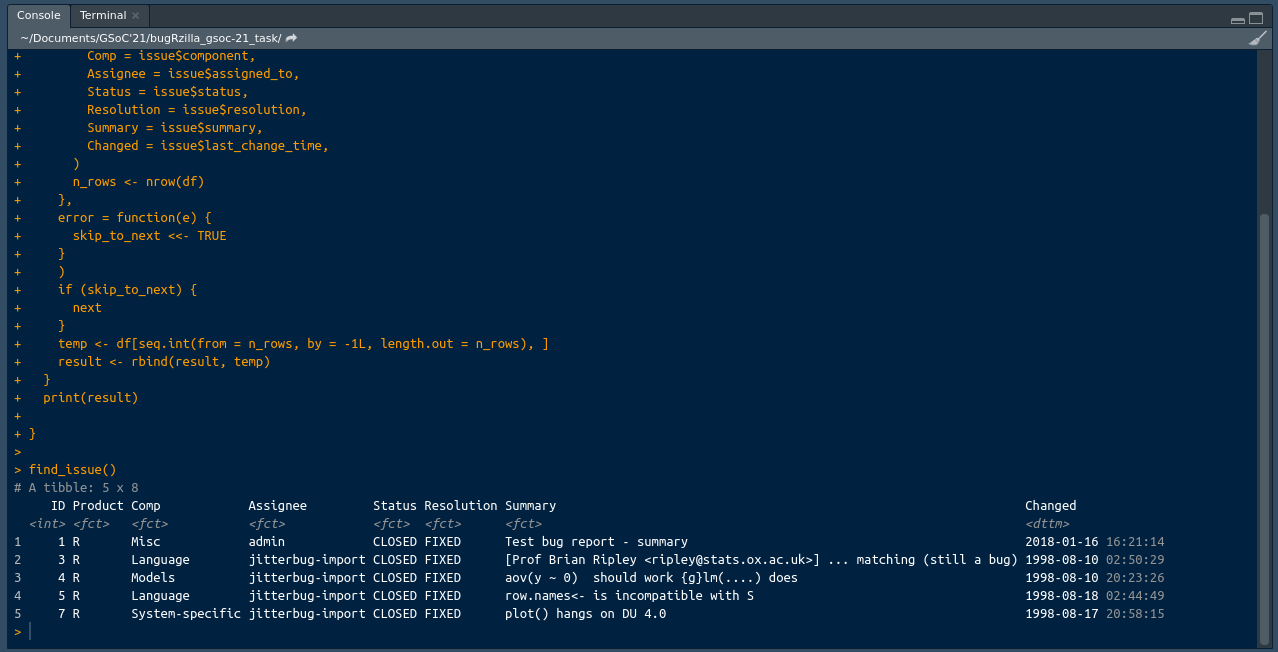 Console Terminal ×
~/Documents/GSoC'21/bugRzilla_gsoc-21_task/
+         Comp = issue$component,
+         Assignee = issue$assigned_to,
+         Status = issue$status,
+         Resolution = issue$resolution,
+         Summary = issue$summary,
+         Changed = issue$last_change_time,
+       )
+       n_rows <- nrow(df)
+     },
+     error = function(e) {
+       skip_to_next <<- TRUE
+     }
+     )
+     if (skip_to_next) {
+       next
+     }
+     temp <- df[seq.int(from = n_rows, by = -1L, length.out = n_rows), ]
+     result <- rbind(result, temp)
+   }
+   print(result)
+
+ }
>
> find_issue()
# A tibble: 5 x 8
     ID Product Comp            Assignee         Status Resolution Summary                                                                Changed
  <int> <fct>   <fct>           <fct>            <fct>  <fct>      <fct>                                                                  <dttm>
1     1 R       Misc            admin            CLOSED FIXED      Test bug report - summary                                              2018-01-16 16:21:14
2     3 R       Language        jitterbug-import CLOSED FIXED      [Prof Brian Ripley <ripley@stats.ox.ac.uk>] ... matching (still a bug) 1998-08-10 02:50:29
3     4 R       Models          jitterbug-import CLOSED FIXED      aov(y ~ 0)  should work {g}lm(....) does                               1998-08-10 20:23:26
4     5 R       Language        jitterbug-import CLOSED FIXED      row.names<- is incompatible with S                                     1998-08-18 02:44:49
5     7 R       System-specific jitterbug-import CLOSED FIXED      plot() hangs on DU 4.0                                                 1998-08-17 20:58:15
>